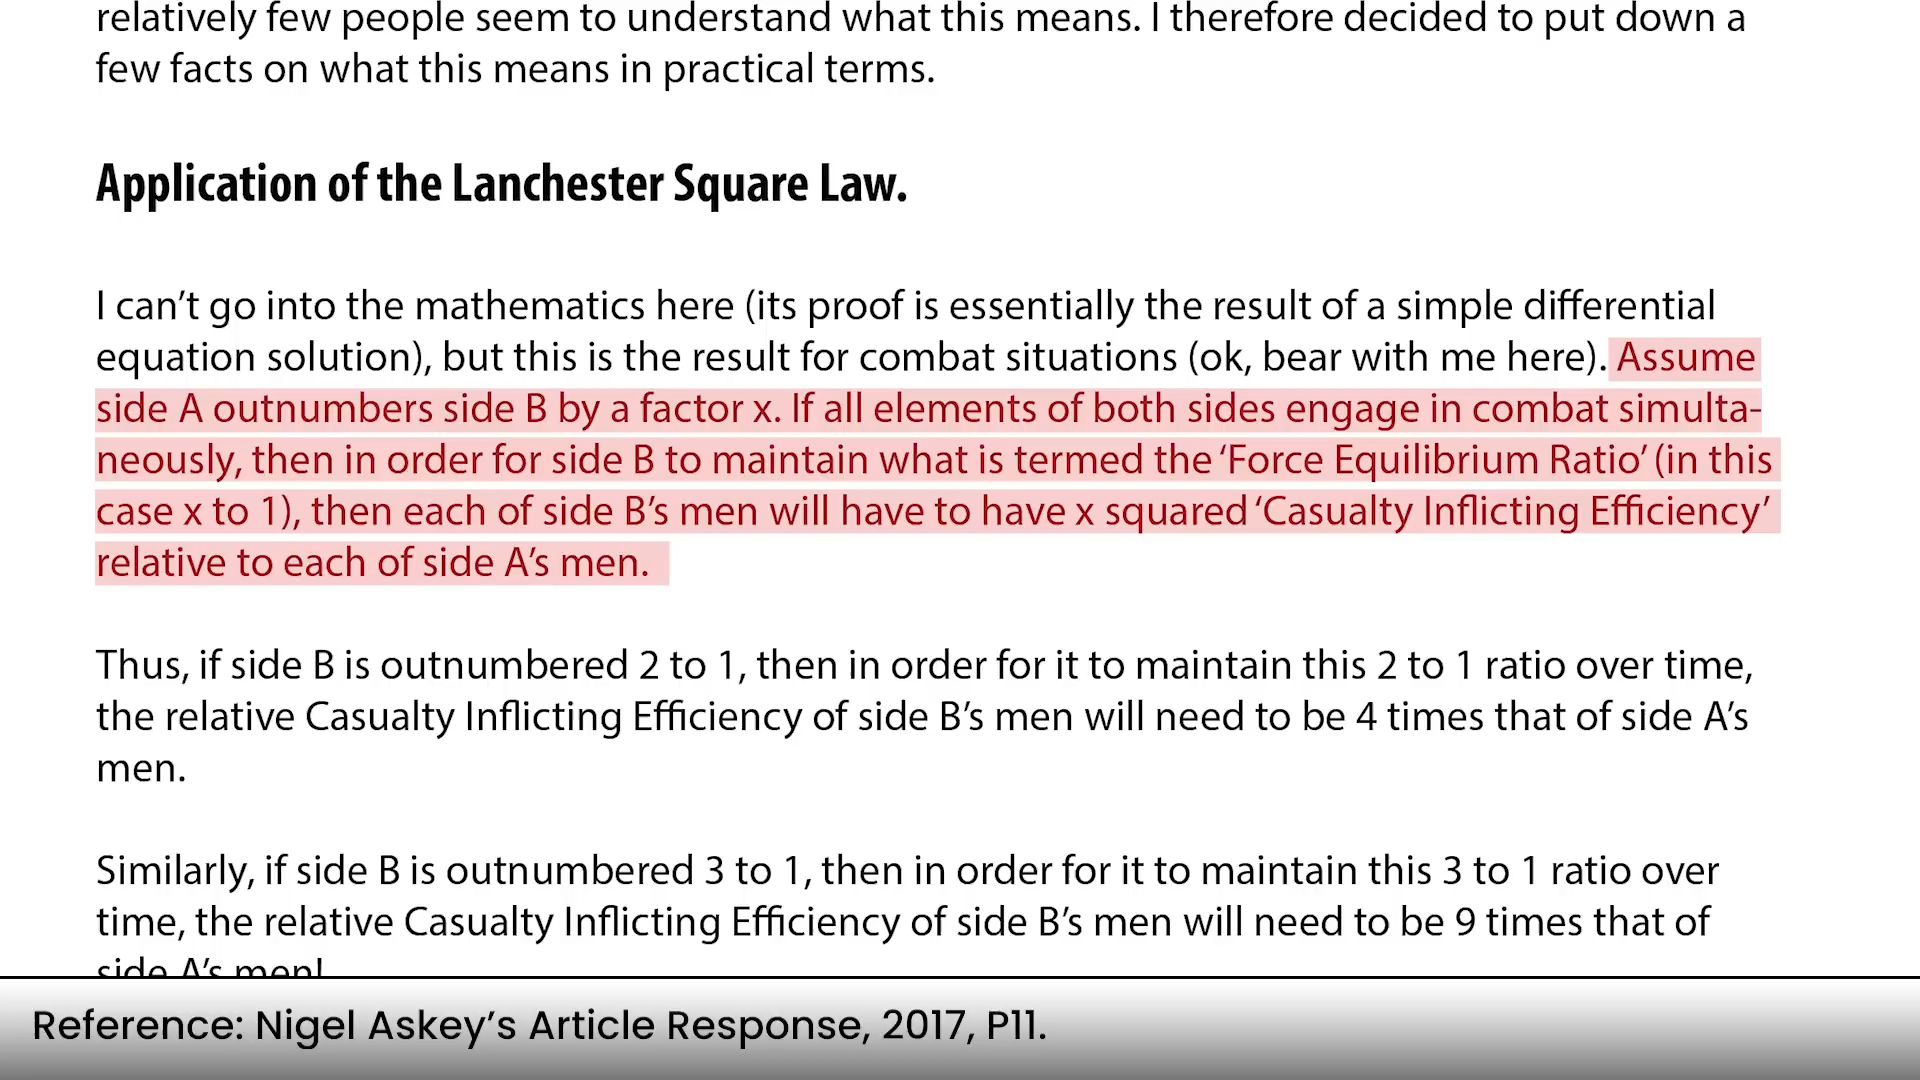 relatively few people seem to understand what this means. I therefore decided to put down a
few facts on what this means in practical terms.
Application of the Lanchester Square Law.
I can’t go into the mathematics here (its proof is essentially the result of a simple differential
equation solution), but this is the result for combat situations (ok, bear with me here). Assume
side A outnumbers side B by a factor x. If all elements of both sides engage in combat simulta-
neously, then in order for side B to maintain what is termed the ‘Force Equilibrium Ratio’ (in this
case x to 1), then each of side B’s men will have to have x squared ‘Casualty Inflicting Efficiency’
relative to each of side A’s men.
Thus, if side B is outnumbered 2 to 1, then in order for it to maintain this 2 to 1 ratio over time,
the relative Casualty Inflicting Efficiency of side B’s men will need to be 4 times that of side A’s
men.
Similarly, if side B is outnumbered 3 to 1, then in order for it to maintain this 3 to 1 ratio over
time, the relative Casualty Inflicting Efficiency of side B’s men will need to be 9 times that of
side A’s men!
Reference: Nigel Askey’s Article Response, 2017, P11.